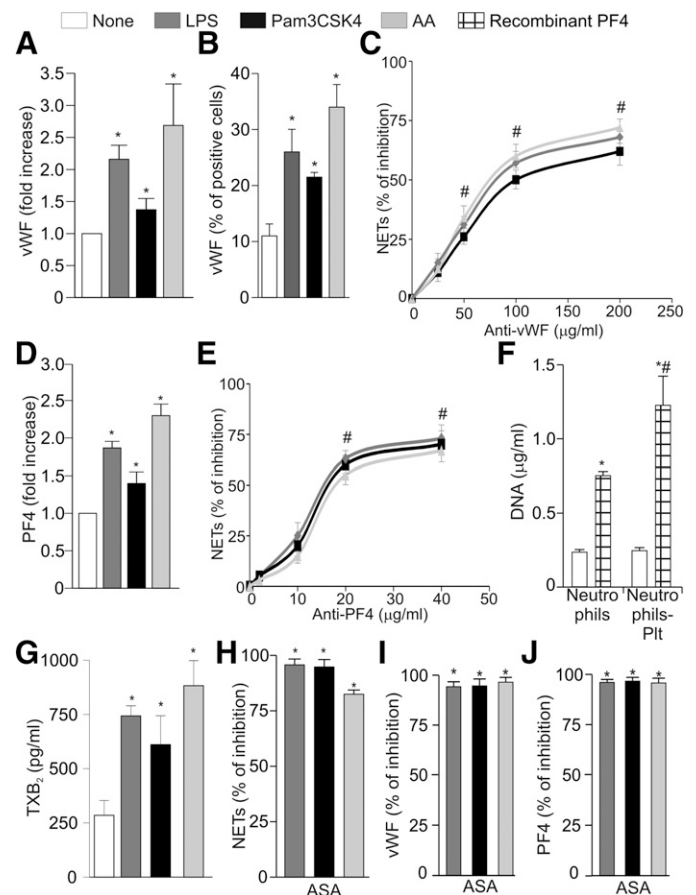 None LPS Pam3CSK4 AA Recombinant PF4
A
vWF (fold increase)
3.5
3.0
2.5
2.0
1.5
1.0
0.5
0
*
*
*
B
vWF (% of positive cells)
40
30
20
10
0
*
*
*
C
NETs (% of inhibition)
100
75
50
25
0
#
#
#
0 50 100 150 200 250
Anti-vWF (µg/ml)
D
PF4 (fold increase)
3.0
2.5
2.0
1.5
1.0
0.5
0
*
*
*
E
NETs (% of inhibition)
100
75
50
25
0
#
#
0 10 20 30 40 50
Anti-PF4 (µg/ml)
F
DNA (µg/ml)
1.5
1.0
0.5
0
*
*#
Neutro
phils
Neutro
phils-
Plt
G
TXB2
(pg/ml)
1000
750
500
250
0
*
*
*
H
NETs (% of inhibition)
100
75
50
25
0
* *
*
ASA
I
vWF (% of inhibition)
100
75
50
25
0
* * *
ASA
J
PF4 (% of inhibition)
100
75
50
25
0
* * *
ASA